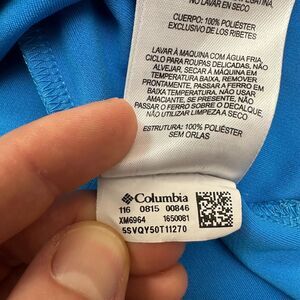 NO LAVAR EN SECO
CUERPO: 100% POLIÉSTER
EXCLUSIVO DE LOS RIBETES
LAVAR À MÁQUINA COM ÁGUA FRIA,
CICLO PARA ROUPAS DELICADAS, NÃO
ALVEJAR, SECAR À MÁQUINA EM
TEMPERATURA BAIXA, REMOVER
IMEDIATAMENTE, PASSAR A FERRO EM
BAIXA TEMPERATURA, NÃO USAR
AMACIANTE, SE NECESSÁRIO, NÃO
PASSAR O FERRO SOBRE O DECALQUE,
NÃO UTILIZAR LIMPEZA A SECO
ESTRUTURA: 100% POLIÉSTER
SEM ORLAS
Columbia
116 0815 00846
XM6964 1650081
5SVQY50T11270